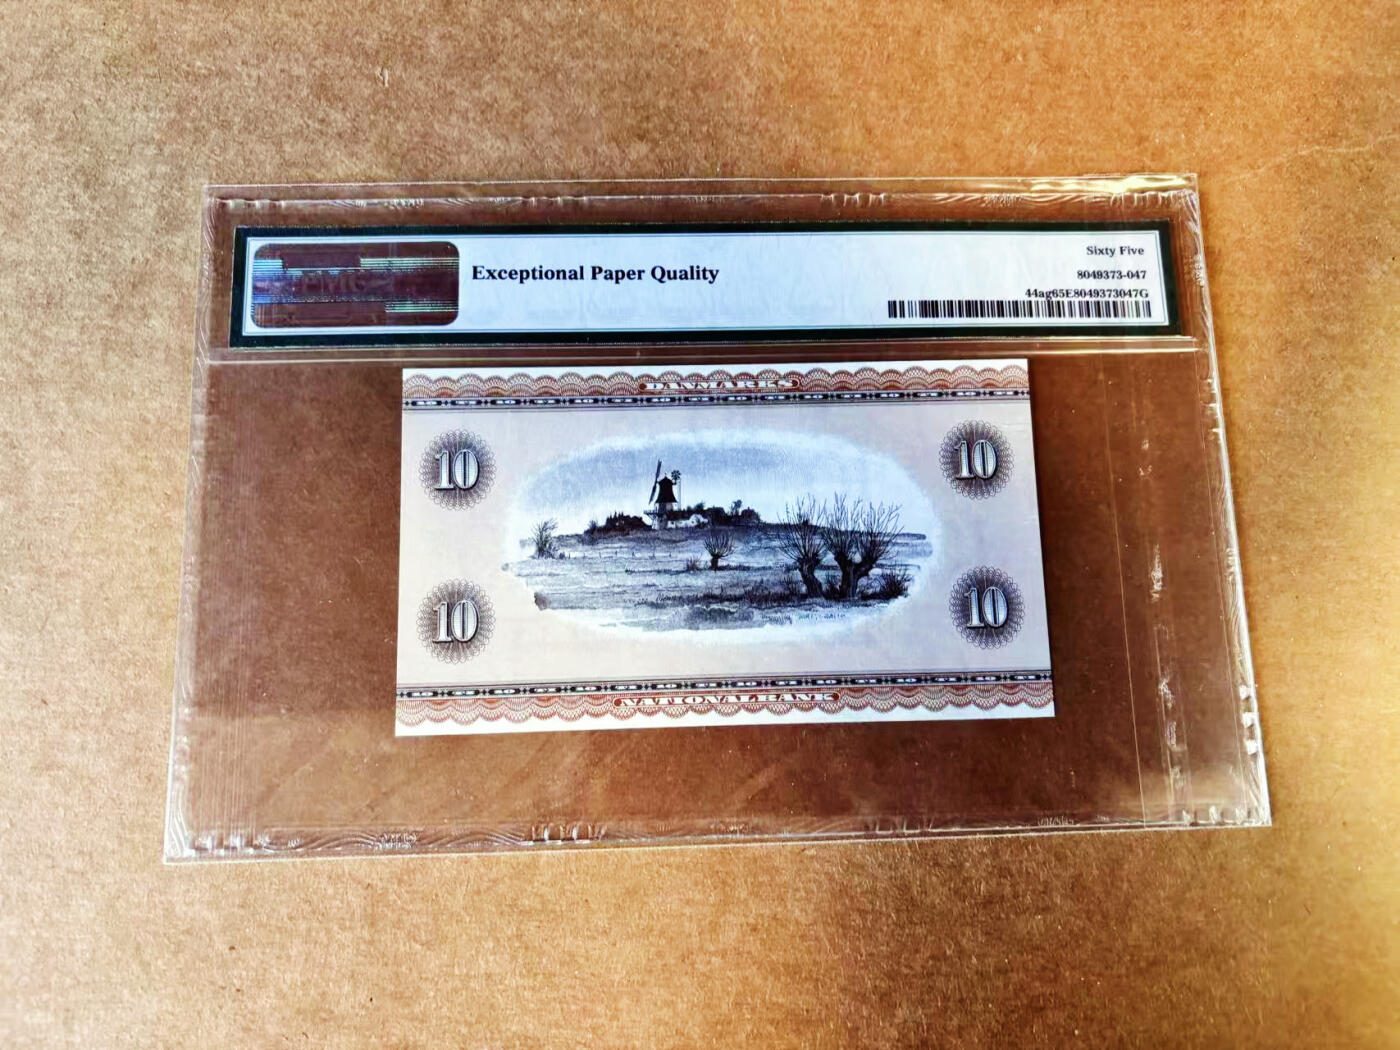 Exceptional Paper Quality
Sixty Five
8049373-047
44ag65E8049373047G
DANMARKS
10
10
10
10
NATIONALBANK